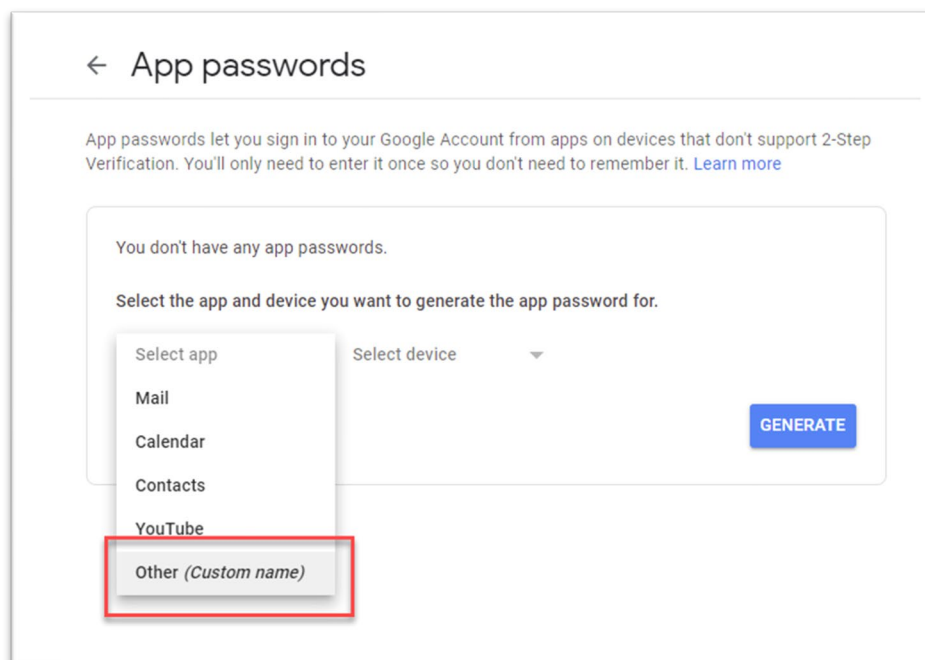 App passwords
App passwords let you sign in to your Google Account from apps on devices that don't support 2-Step
Verification. You'll only need to enter it once so you don't need to remember it. Learn more
You don't have any app passwords.
Select the app and device you want to generate the app password for.
Select app
Select device
Mail
Calendar
Contacts
YouTube
Other (Custom name)
GENERATE